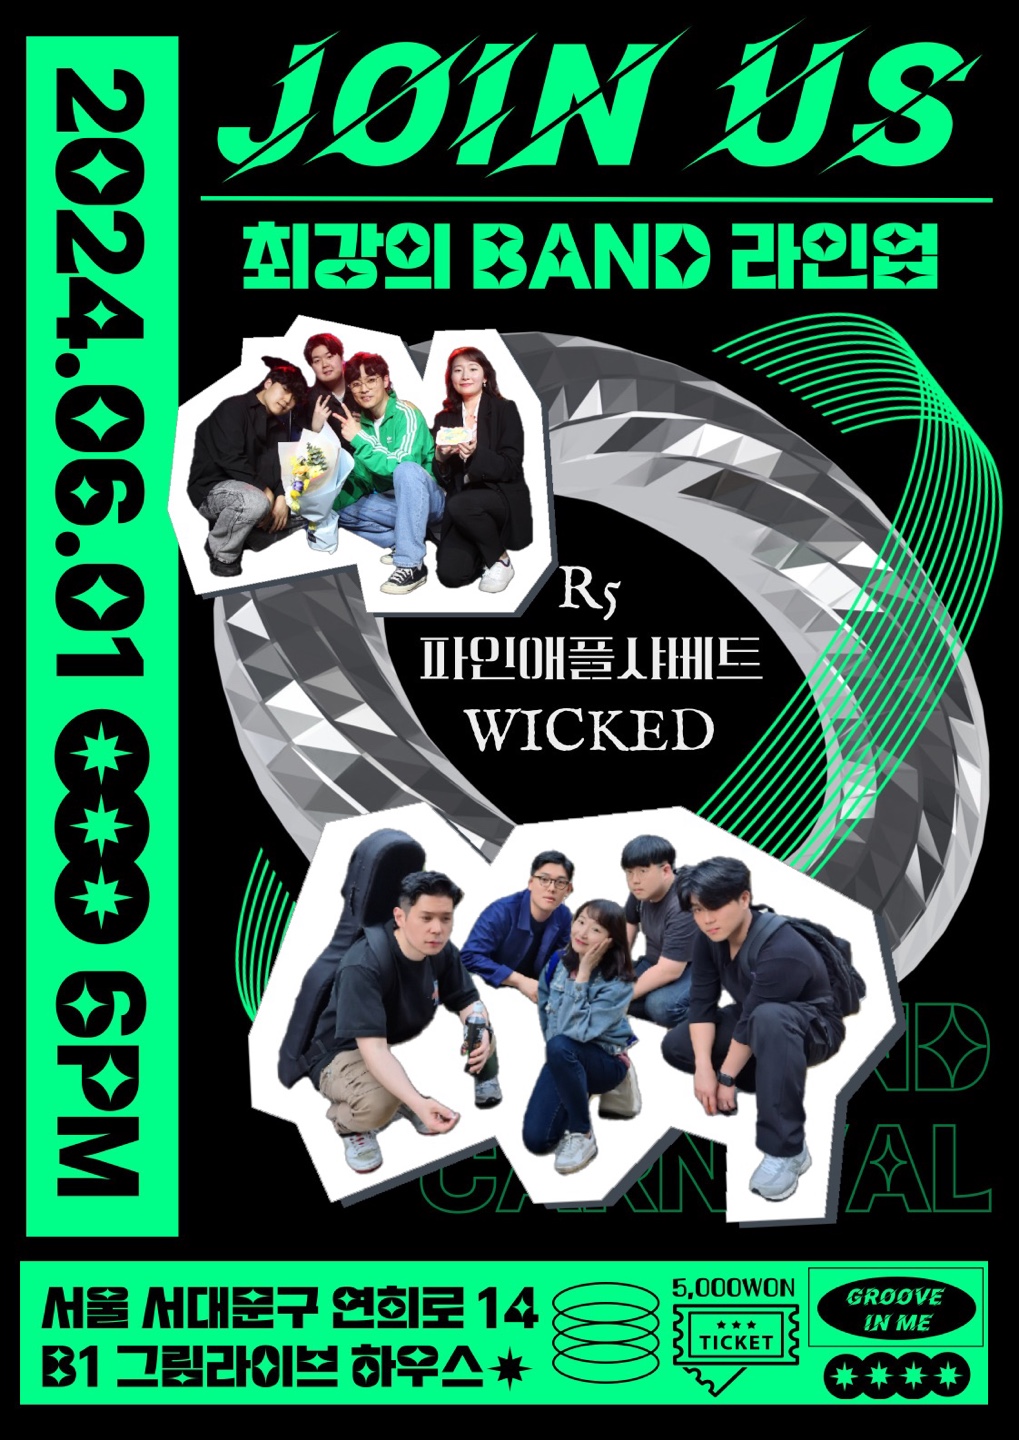 JOIN US
최강의 BAND 라인업
2024.06.01 6PM
R5
파인애플샤베트
WICKED
CARNIVAL
서울 서대문구 연희로 14
B1 그림라이브 하우스
5,000WON
TICKET
GROOVE
IN ME